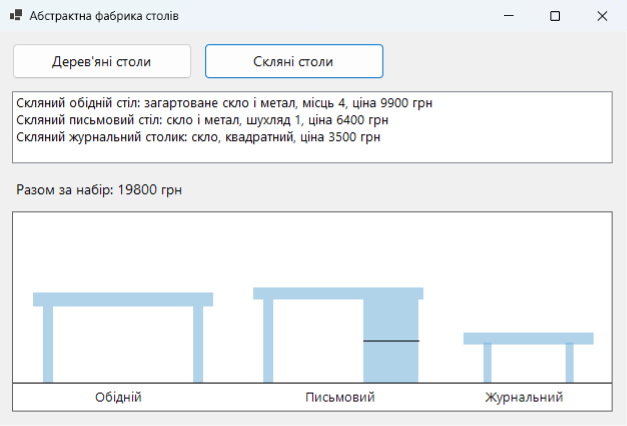 Абстрактна фабрика столів
Дерев'яні столи
Скляні столи
Скляний обідній стіл: загартоване скло і метал, місць 4, ціна 9900 грн
Скляний письмовий стіл: скло і метал, шухляд 1, ціна 6400 грн
Скляний журнальний столик: скло, квадратний, ціна 3500 грн
Разом за набір: 19800 грн
Обідній
Письмовий
Журнальний